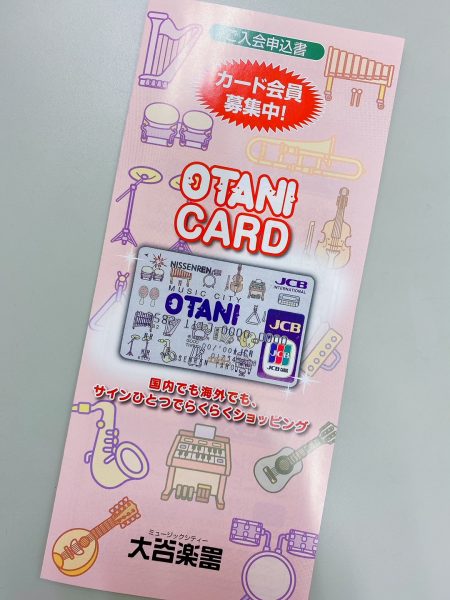 ご入会申込書
カード会員
募集中!
OTANI
CARD
NISSENREN
JCB
INTERNATIONAL
MUSIC CITY
OTANI
JCB
JCB
国内でも海外でも、
サインひとつでらくらくショッピング
ミュージックシティー
大谷楽器